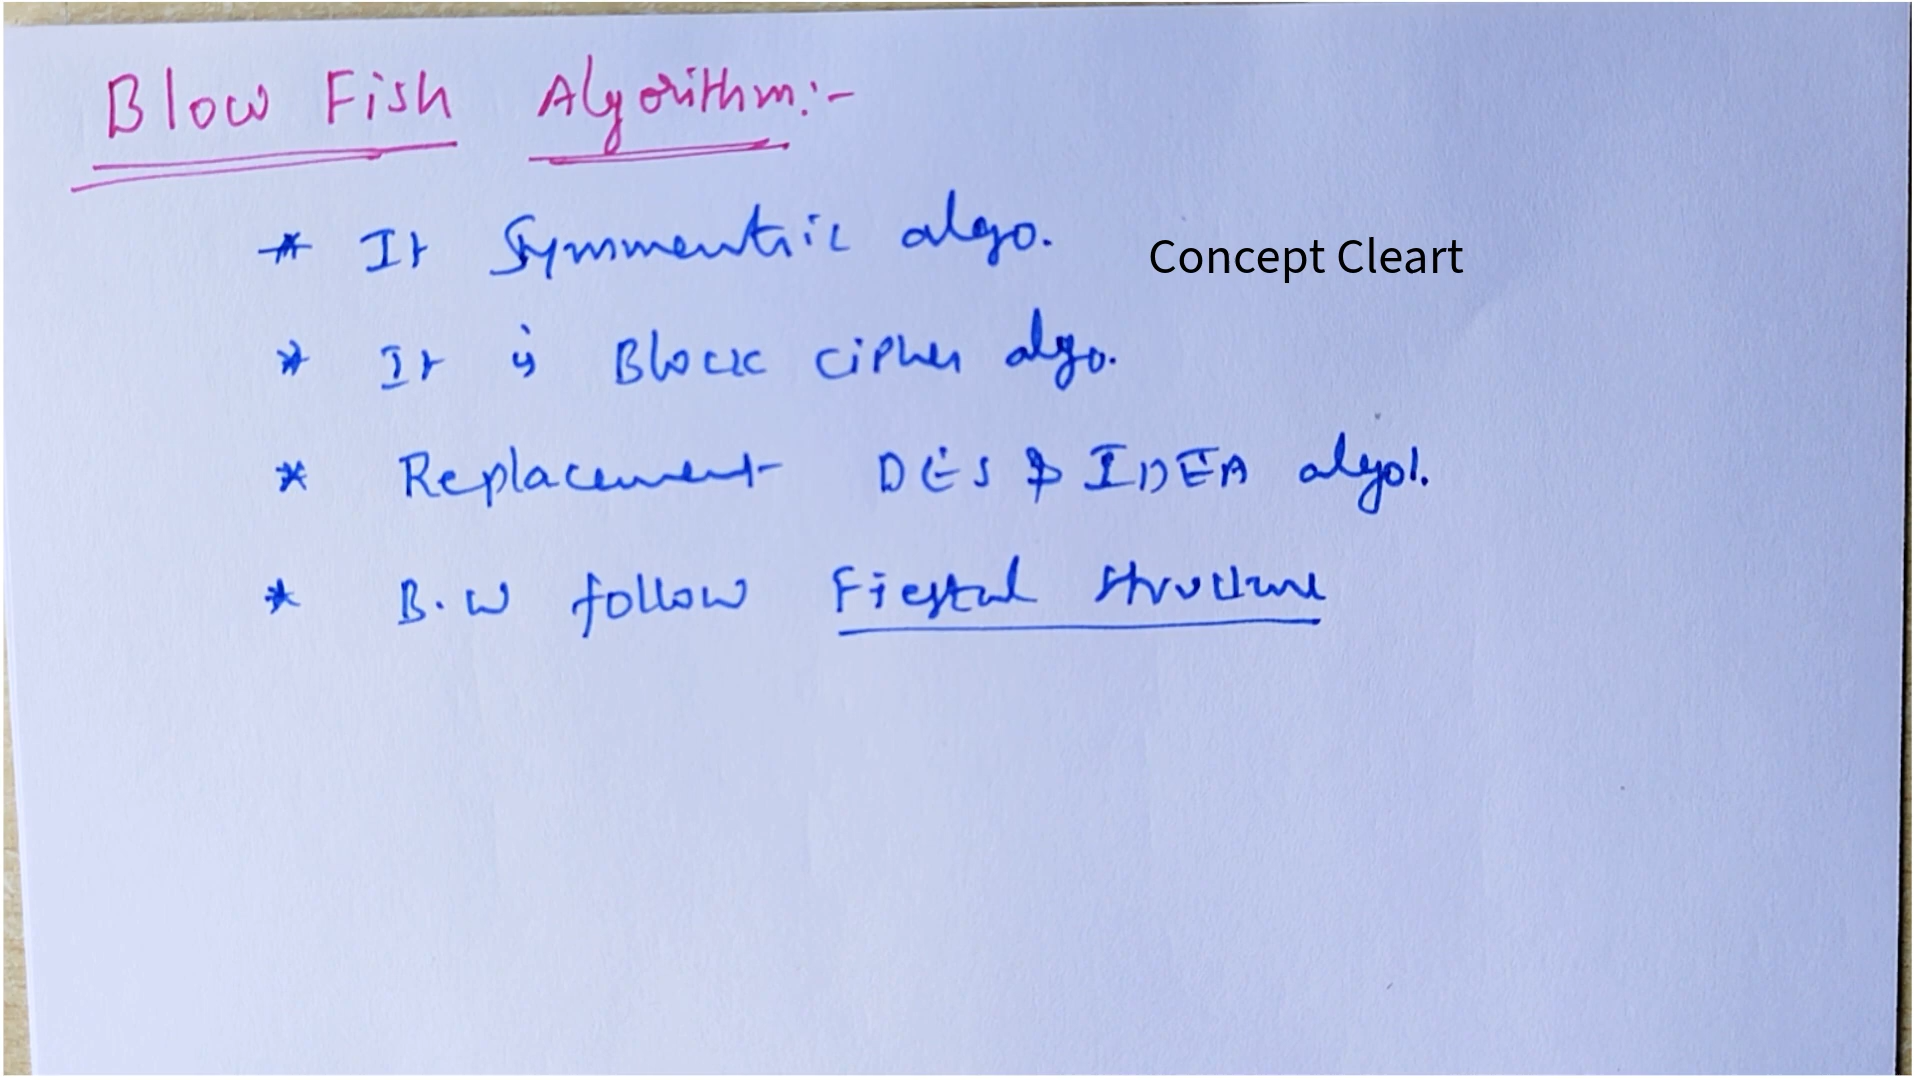 Blow Fish Algorithm:-
* It Symmentric algo.
Concept Cleart
* It is Block cipher algo.
* Replacement DES & IDEA algo.
* B.W follow Fiestal structure